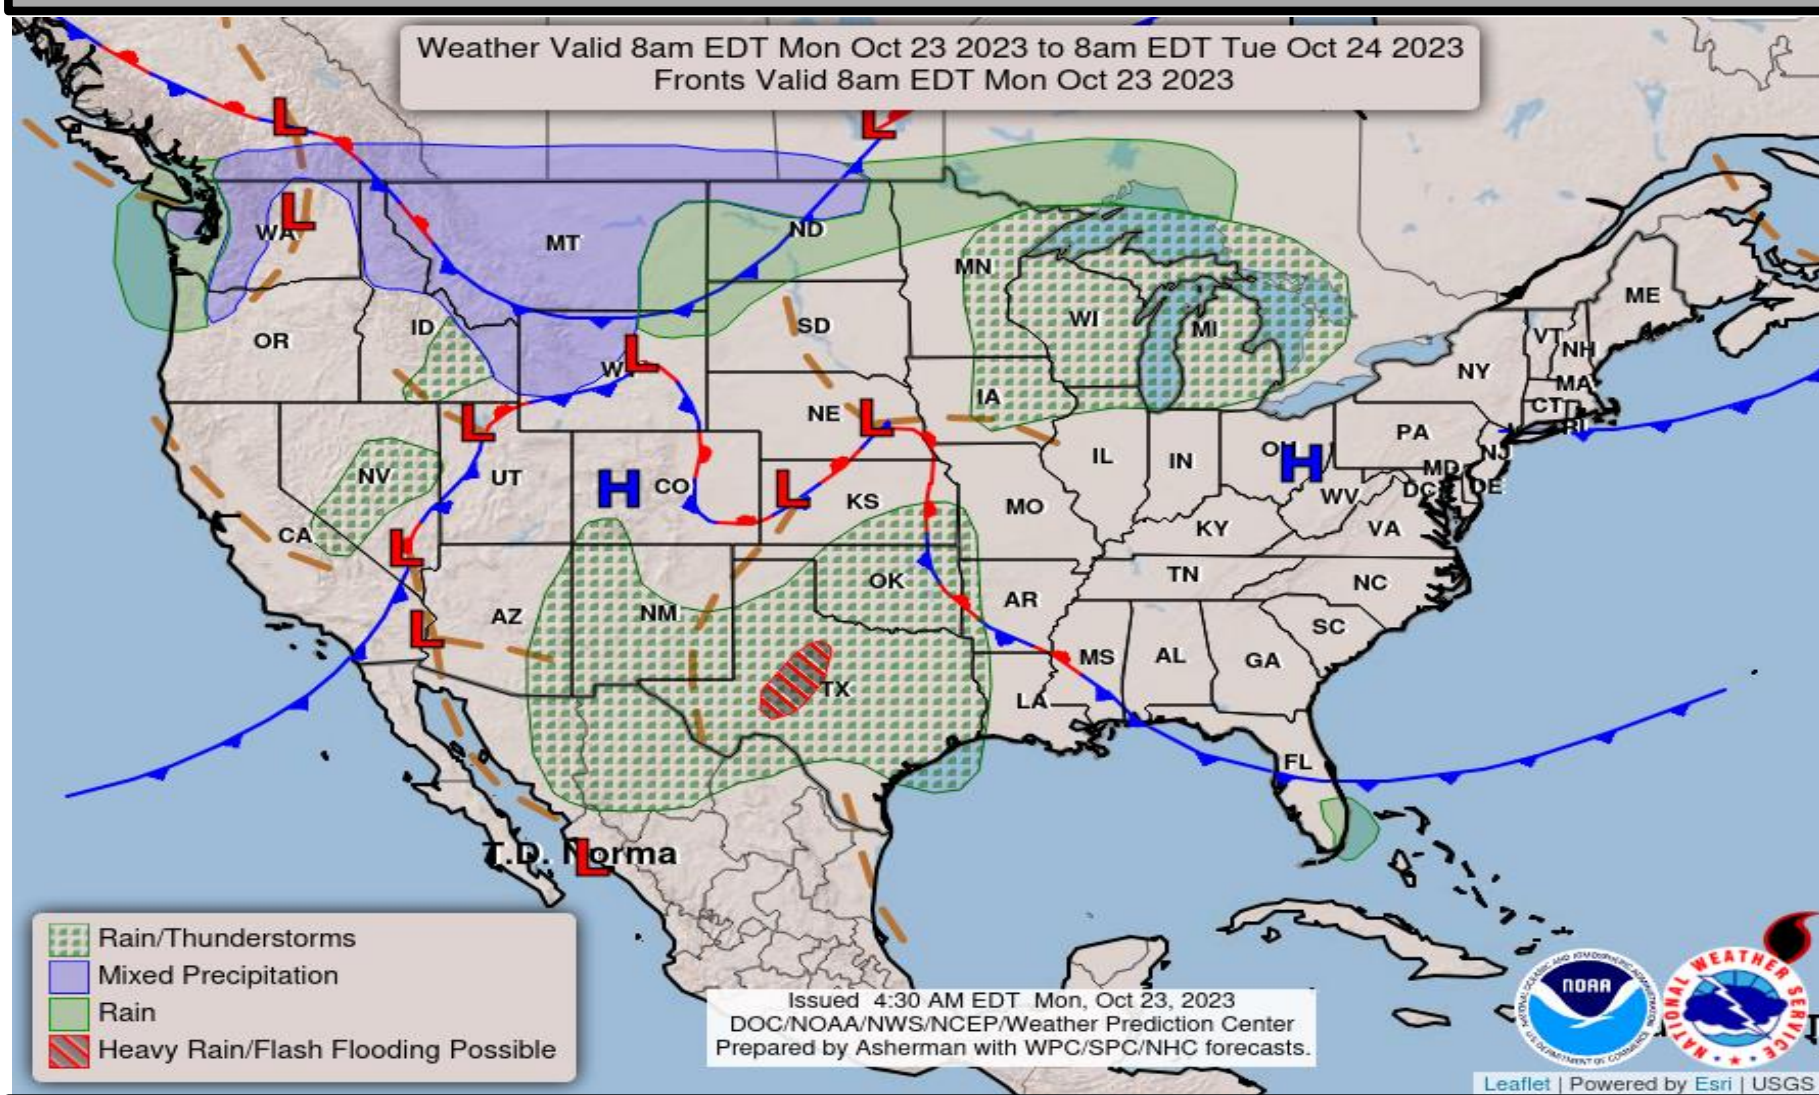 Weather Valid 8am EDT Mon Oct 23 2023 to 8am EDT Tue Oct 24 2023
Fronts Valid 8am EDT Mon Oct 23 2023
L
L
L
WA
MT
ND
MN
ME
OR
ID
SD
WI
MI
VT
NH
L
NY
MA
IA
NE
L
L
CT
RI
PA
NV
UT
H
CO
L
KS
IL
IN
H
NJ
MD
DC
DE
MO
WV
CA
L
KY
VA
OK
TN
NC
AZ
NM
AR
L
SC
MS
AL
GA
TX
LA
FL
T.D. Norma
L
Rain/Thunderstorms
Mixed Precipitation
Rain
Heavy Rain/Flash Flooding Possible
Issued 4:30 AM EDT Mon, Oct 23, 2023
DOC/NOAA/NWS/NCEP/Weather Prediction Center
Prepared by Asherman with WPC/SPC/NHC forecasts.
NOAA
NATIONAL WEATHER SERVICE
Leaflet | Powered by Esri | USGS